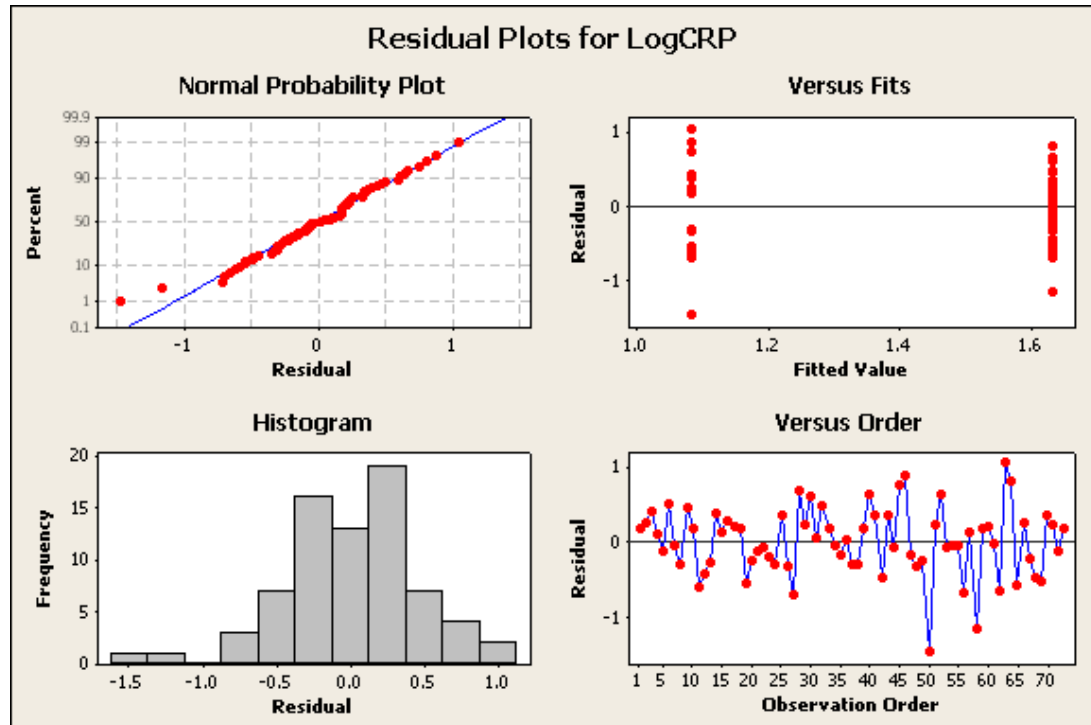 Residual Plots for LogCRP
Normal Probability Plot
99.9
99
90
50
10
1
0.1
Percent
-1 0 1
Residual
Versus Fits
1
0
-1
Residual
1.0 1.2 1.4 1.6
Fitted Value
Histogram
20
15
10
5
0
Frequency
-1.5 -1.0 -0.5 0.0 0.5 1.0
Residual
Versus Order
1
0
-1
Residual
1 5 10 15 20 25 30 35 40 45 50 55 60 65 70
Observation Order